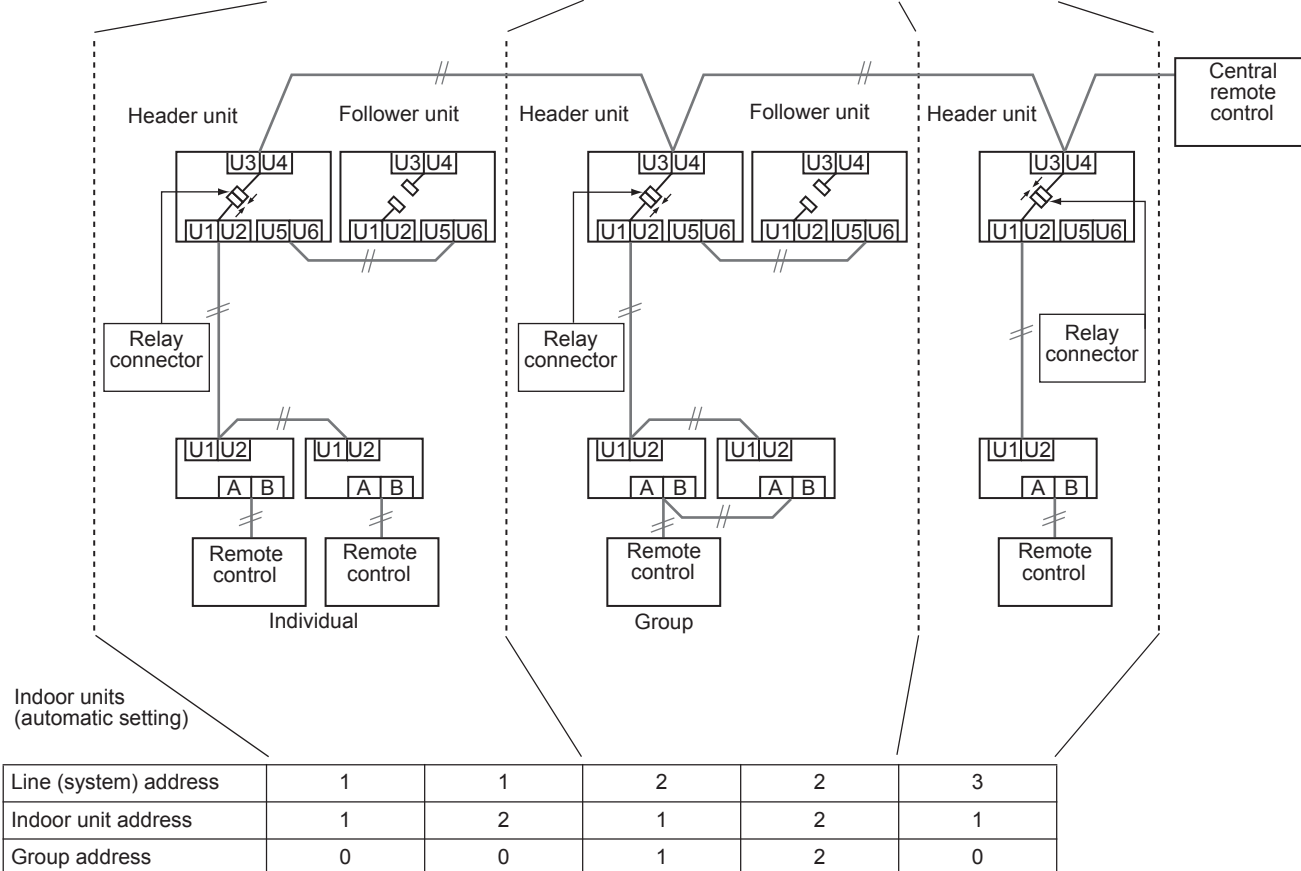 Central
remote
control
Header unit
Follower unit
Header unit
Follower unit
Header unit
U3 U4
U3 U4
U3 U4
U3 U4
U3 U4
U1 U2 U5 U6
U1 U2 U5 U6
U1 U2 U5 U6
U1 U2 U5 U6
U1 U2 U5 U6
Relay
connector
Relay
connector
Relay
connector
U1 U2
U1 U2
U1 U2
U1 U2
U1 U2
A B
A B
A B
A B
A B
Remote
control
Remote
control
Remote
control
Remote
control
Individual
Group
Indoor units
(automatic setting)
Line (system) address 1 1 2 2 3
Indoor unit address 1 2 1 2 1
Group address 0 0 1 2 0